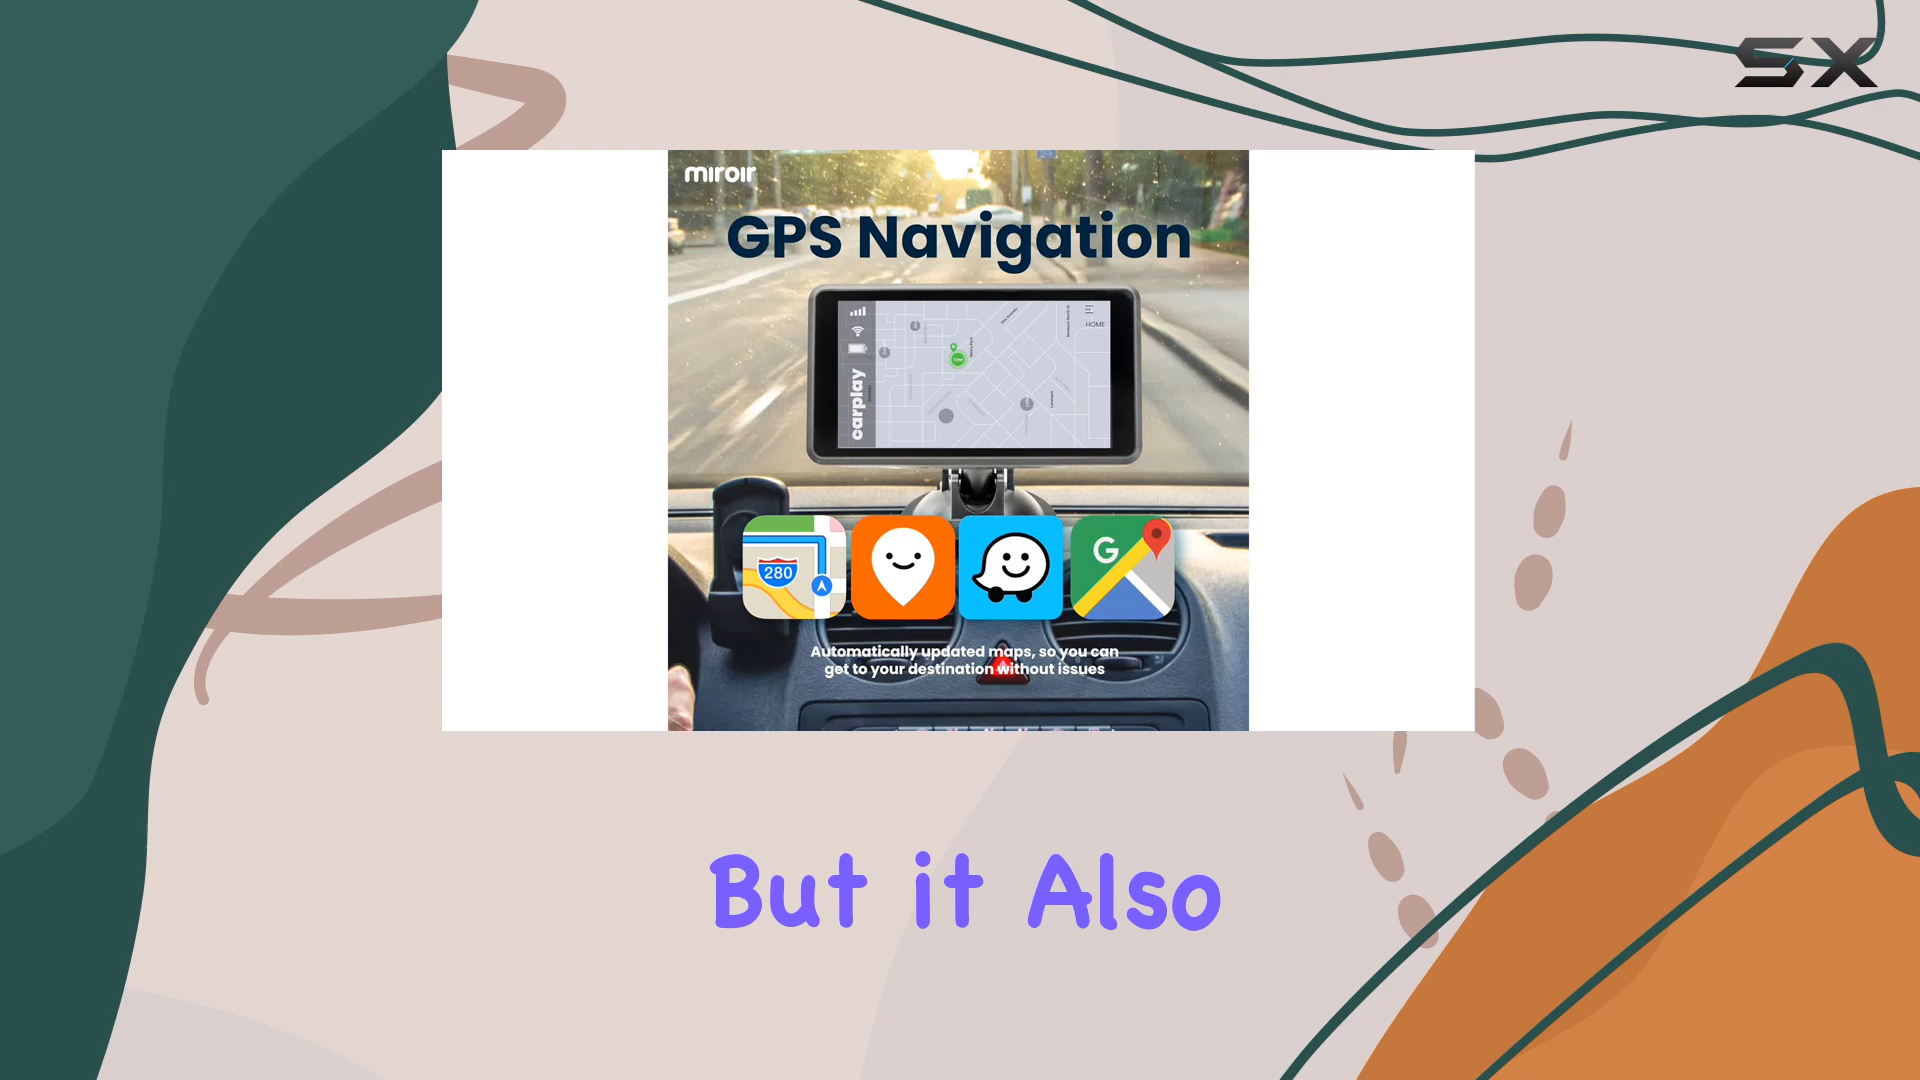 SX
miroir
GPS Navigation
carplay
HOME
280
G
Automatically updated maps, so you can
get to your destination without issues
But it Also